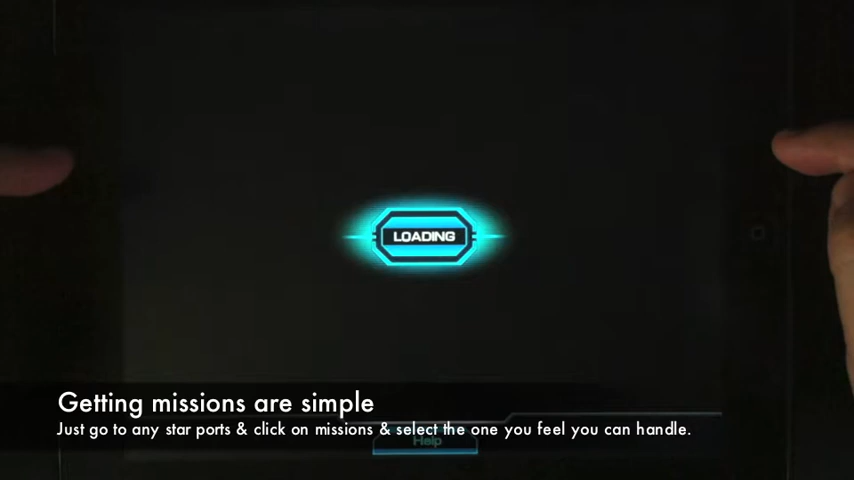 LOADING
Getting missions are simple
Just go to any star ports & click on missions & select the one you feel you can handle.
Help